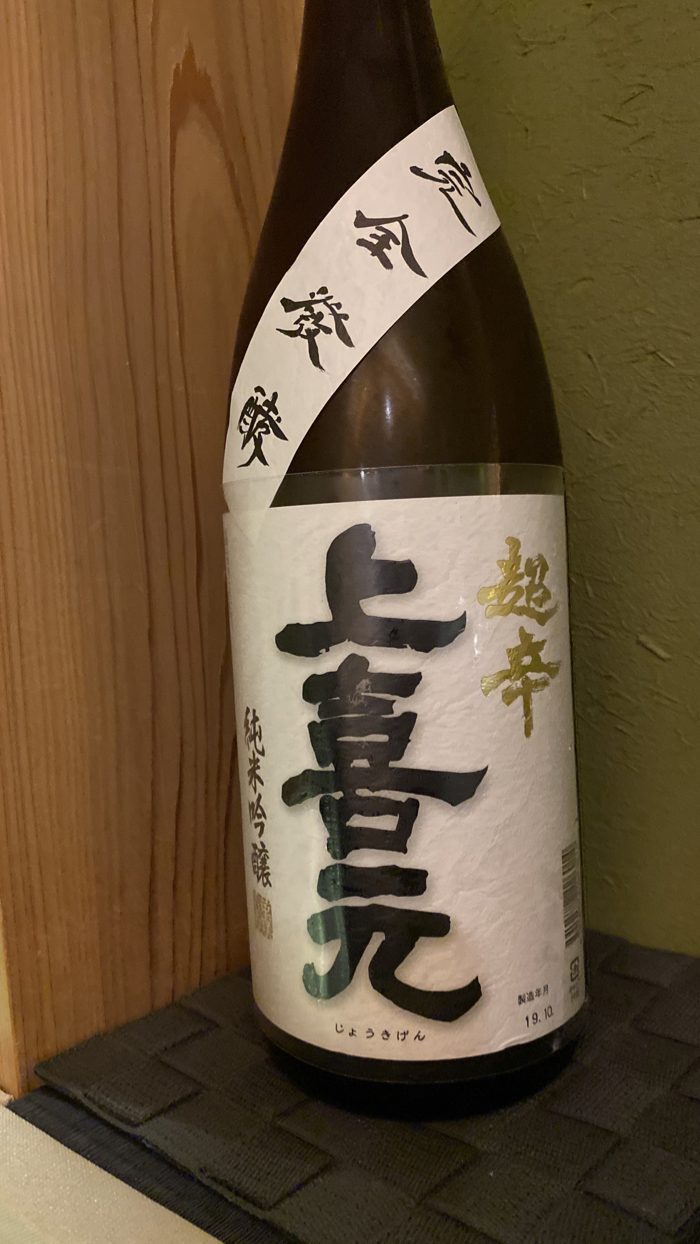 完全発酵
超辛
上喜元
じょうきげん
純米吟醸
製造年月
19.10.